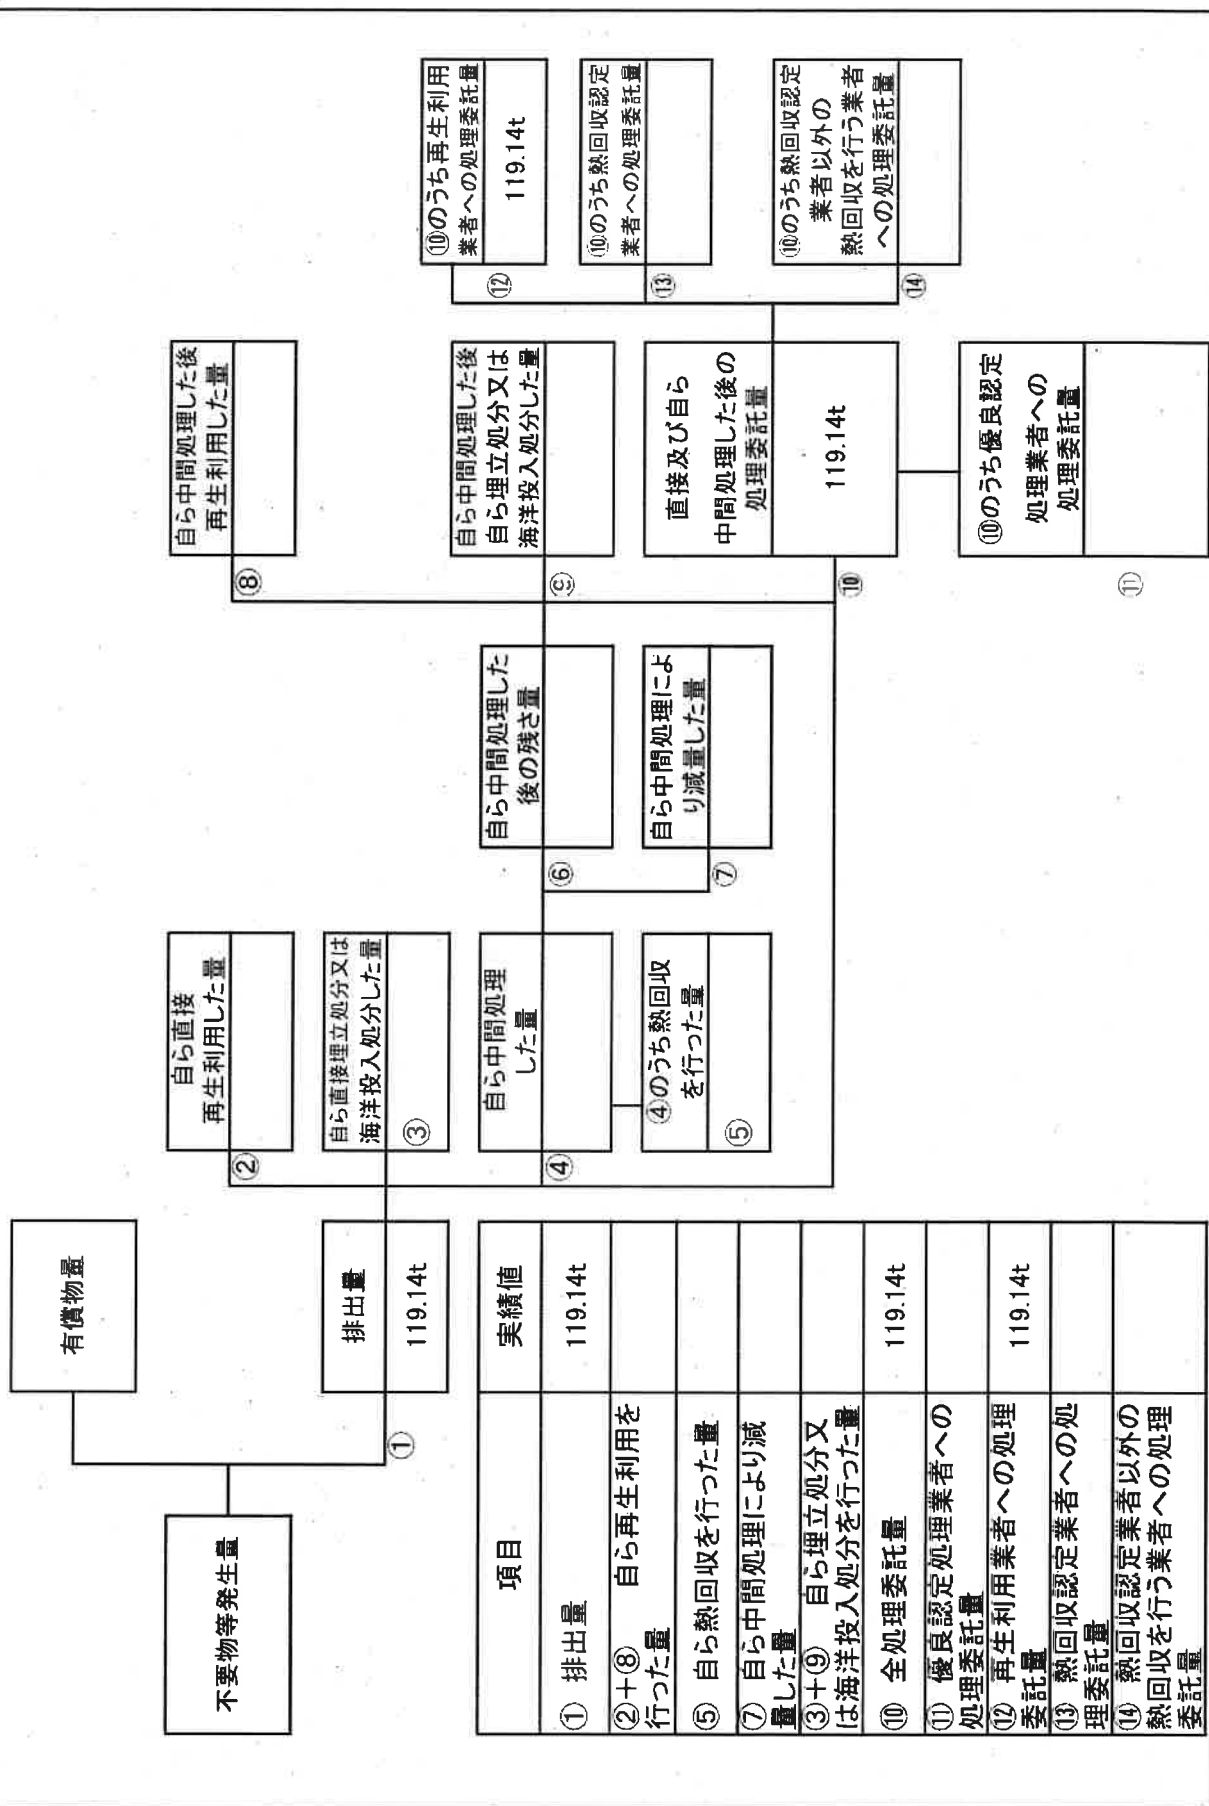 不要物等発生量
有償物量
①
排出量
119.14t
②
自ら直接
再生利用した量
③
自ら直接埋立処分又は
海洋投入処分した量
④
自ら中間処理
した量
④のうち熱回収
を行った量
⑤
⑥
自ら中間処理した
後の残さ量
⑦
自ら中間処理によ
り減量した量
⑧
自ら中間処理した後
再生利用した量
⑨
自ら中間処理した後
自ら埋立処分又は
海洋投入処分した量
⑩
直接及び自ら
中間処理した後の
処理委託量
119.14t
⑪
⑩のうち優良認定
処理業者への
処理委託量
⑫
⑩のうち再生利用
業者への処理委託量
119.14t
⑬
⑩のうち熱回収認定
業者への処理委託量
⑭
⑩のうち熱回収認定
業者以外の
熱回収を行う業者
への処理委託量
項目
実績値
① 排出量
119.14t
②+⑧ 自ら再生利用を
行った量
⑤ 自ら熱回収を行った量
⑦ 自ら中間処理により減
量した量
③+⑨ 自ら埋立処分又
は海洋投入処分を行った量
⑩ 全処理委託量
119.14t
⑪ 優良認定処理業者への
処理委託量
⑫ 再生利用業者への処理
委託量
119.14t
⑬ 熱回収認定業者への処
理委託量
⑭ 熱回収認定業者以外の
熱回収を行う業者への処理
委託量